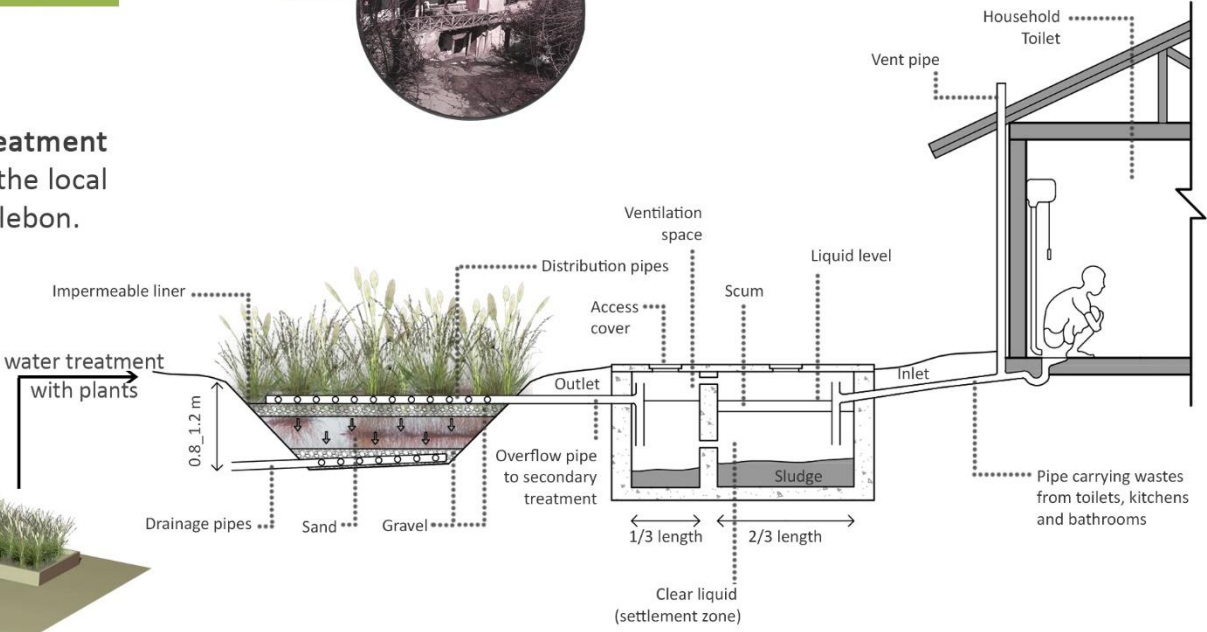 Household
Toilet
Vent pipe
eatment
the local
lebon.
Ventilation
space
Liquid level
Distribution pipes
Scum
Impermeable liner
Access
cover
water treatment
with plants
Outlet
Inlet
0.8_1.2 m
Overflow pipe
to secondary
treatment
Sludge
Pipe carrying wastes
from toilets, kitchens
and bathrooms
Drainage pipes
Sand
Gravel
1/3 length
2/3 length
Clear liquid
(settlement zone)